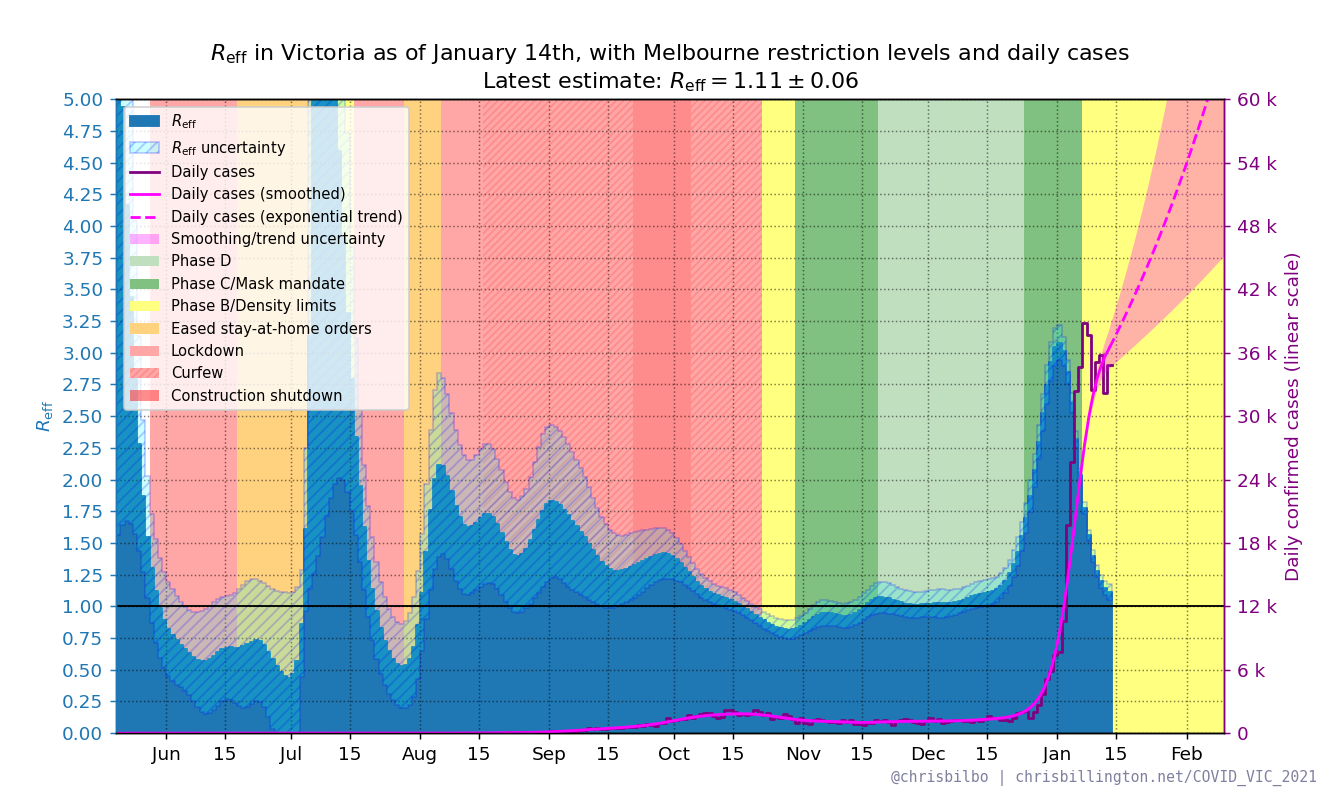 R_eff in Victoria as of January 14th, with Melbourne restriction levels and daily cases
Latest estimate: R_eff = 1.11 ± 0.06
R_eff
R_eff uncertainty
Daily cases
Daily cases (smoothed)
Daily cases (exponential trend)
Smoothing/trend uncertainty
Phase D
Phase C/Mask mandate
Phase B/Density limits
Eased stay-at-home orders
Lockdown
Curfew
Construction shutdown
R_eff
5.00
4.75
4.50
4.25
4.00
3.75
3.50
3.25
3.00
2.75
2.50
2.25
2.00
1.75
1.50
1.25
1.00
0.75
0.50
0.25
0.00
60 k
54 k
48 k
42 k
36 k
30 k
24 k
18 k
12 k
6 k
0
Daily confirmed cases (linear scale)
Jun 15 Jul 15 Aug 15 Sep 15 Oct 15 Nov 15 Dec 15 Jan 15 Feb
@chrisbilbo | chrisbillington.net/COVID_VIC_2021